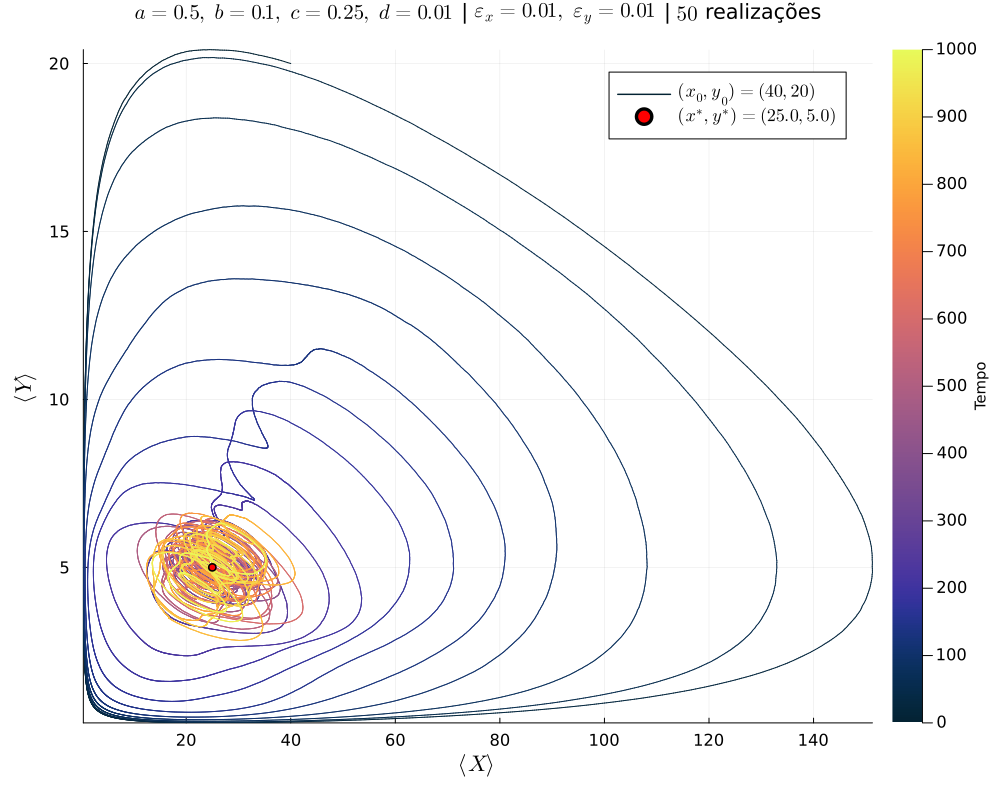 a = 0.5, b = 0.1, c = 0.25, d = 0.01 | εₓ = 0.01, ε_y = 0.01 | 50 realizações
(x₀, y₀) = (40, 20)
(x*, y*) = (25.0, 5.0)
20
15
10
5
⟨Y⟩
20 40 60 80 100 120 140
⟨X⟩
1000
900
800
700
600
500
400
300
200
100
0
Tempo